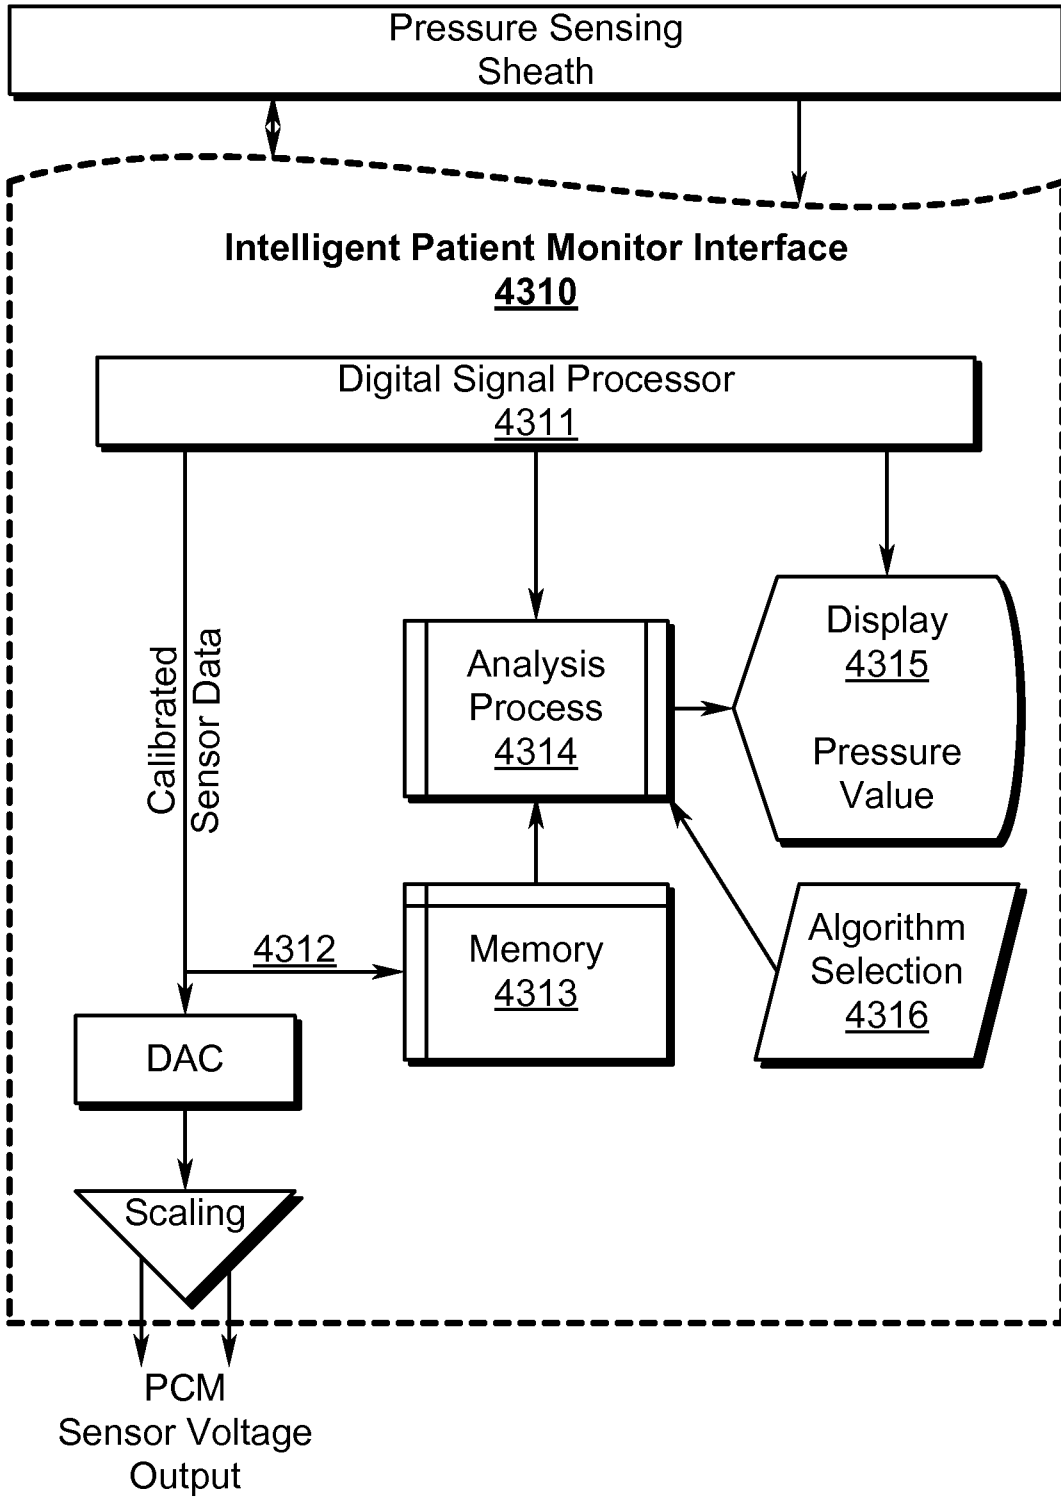 Pressure Sensing
Sheath
Intelligent Patient Monitor Interface
4310
Digital Signal Processor
4311
Calibrated
Sensor Data
Analysis
Process
4314
Display
4315
Pressure
Value
4312
Memory
4313
Algorithm
Selection
4316
DAC
Scaling
PCM
Sensor Voltage
Output